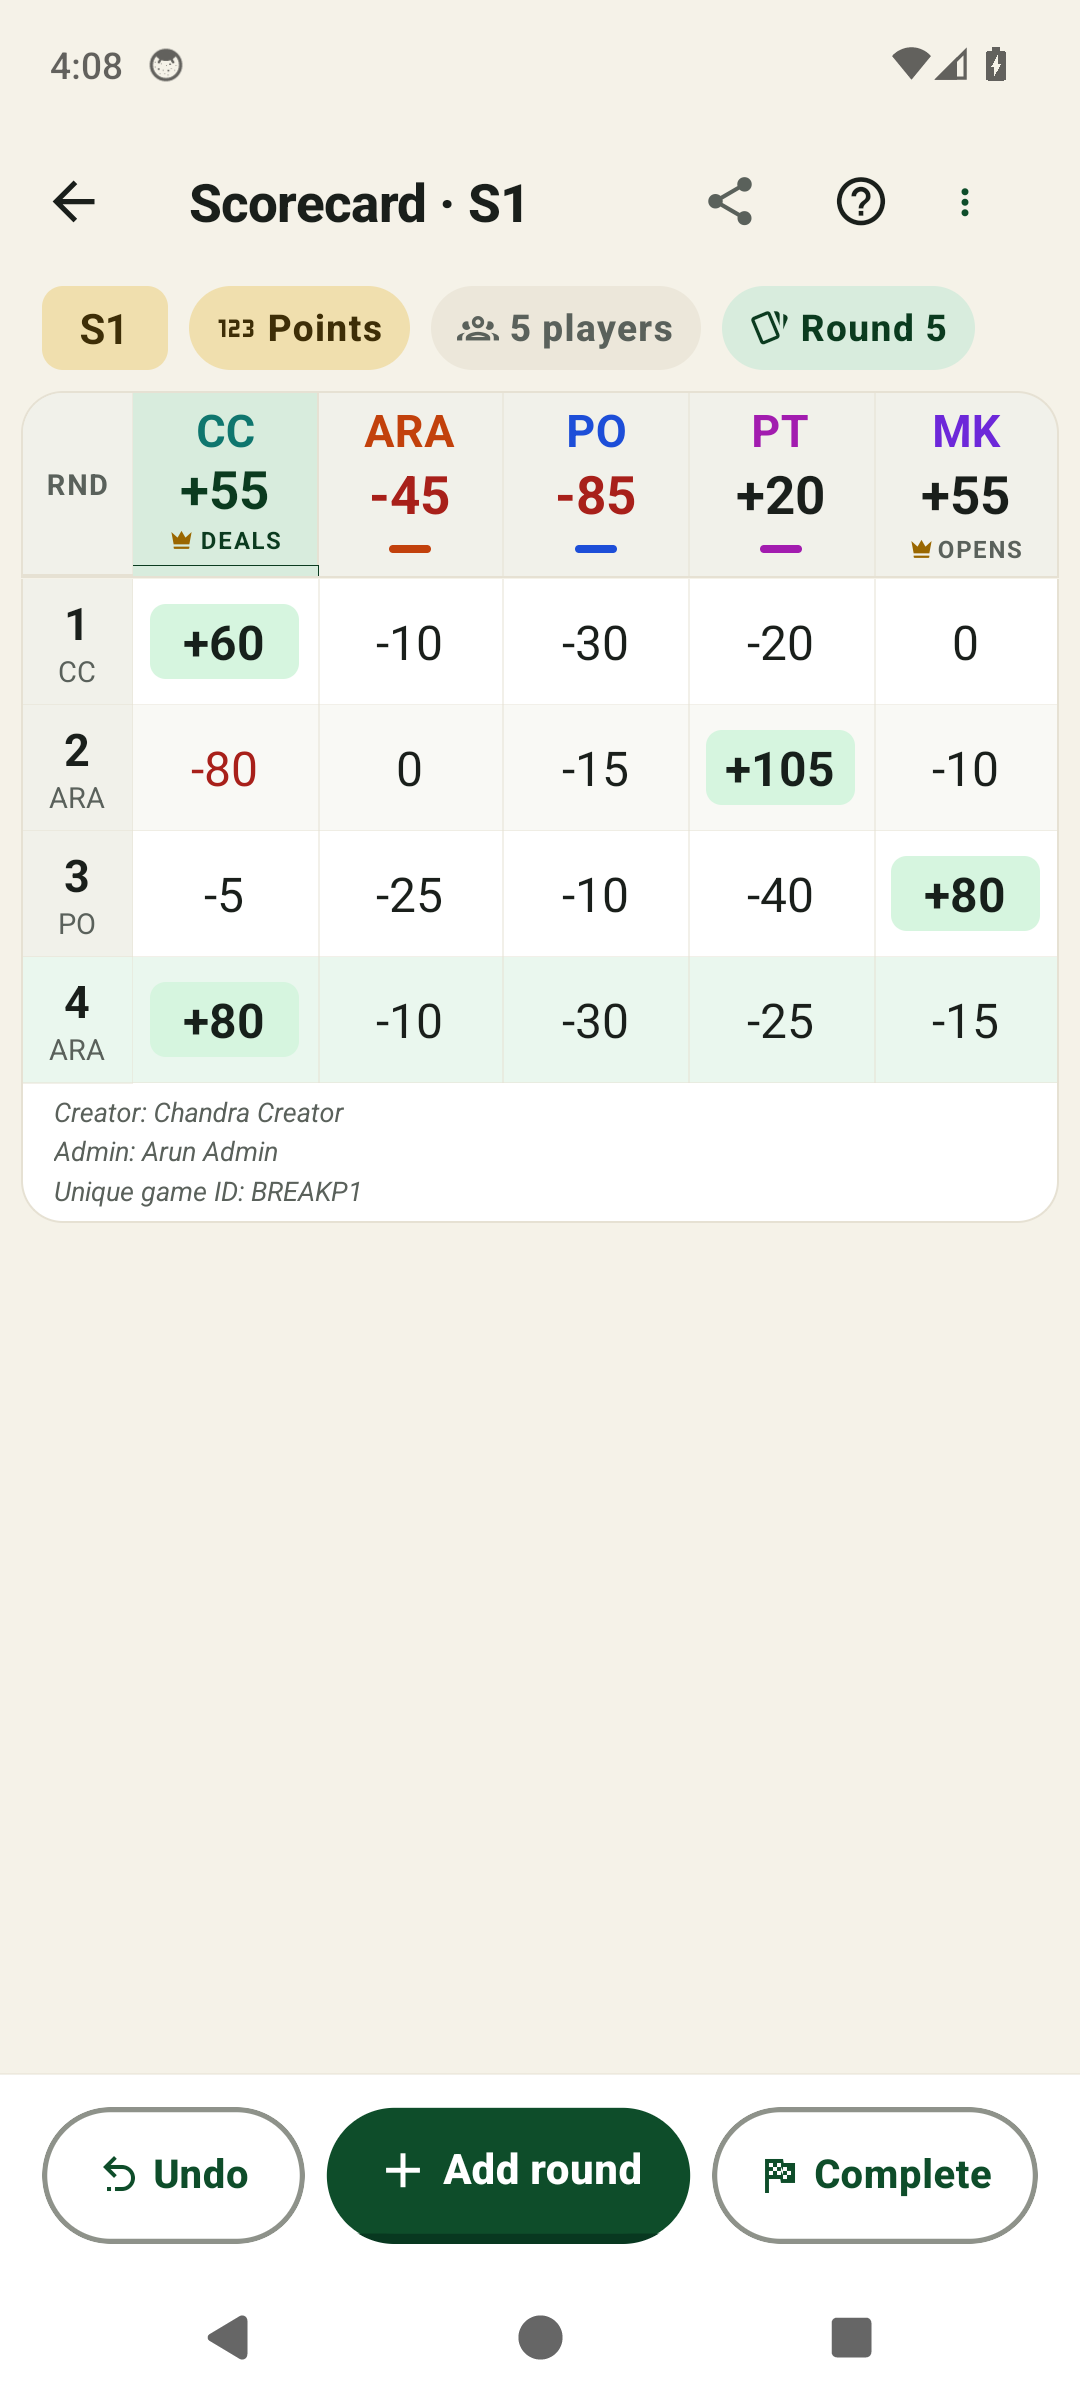 4:08
Scorecard · S1
S1
123 Points
5 players
Round 5
RND CC ARA PO PT MK
+55 -45 -85 +20 +55
DEALS OPENS
1 +60 -10 -30 -20 0
CC
2 -80 0 -15 +105 -10
ARA
3 -5 -25 -10 -40 +80
PO
4 +80 -10 -30 -25 -15
ARA
Creator: Chandra Creator
Admin: Arun Admin
Unique game ID: BREAKP1
Undo
+ Add round
Complete